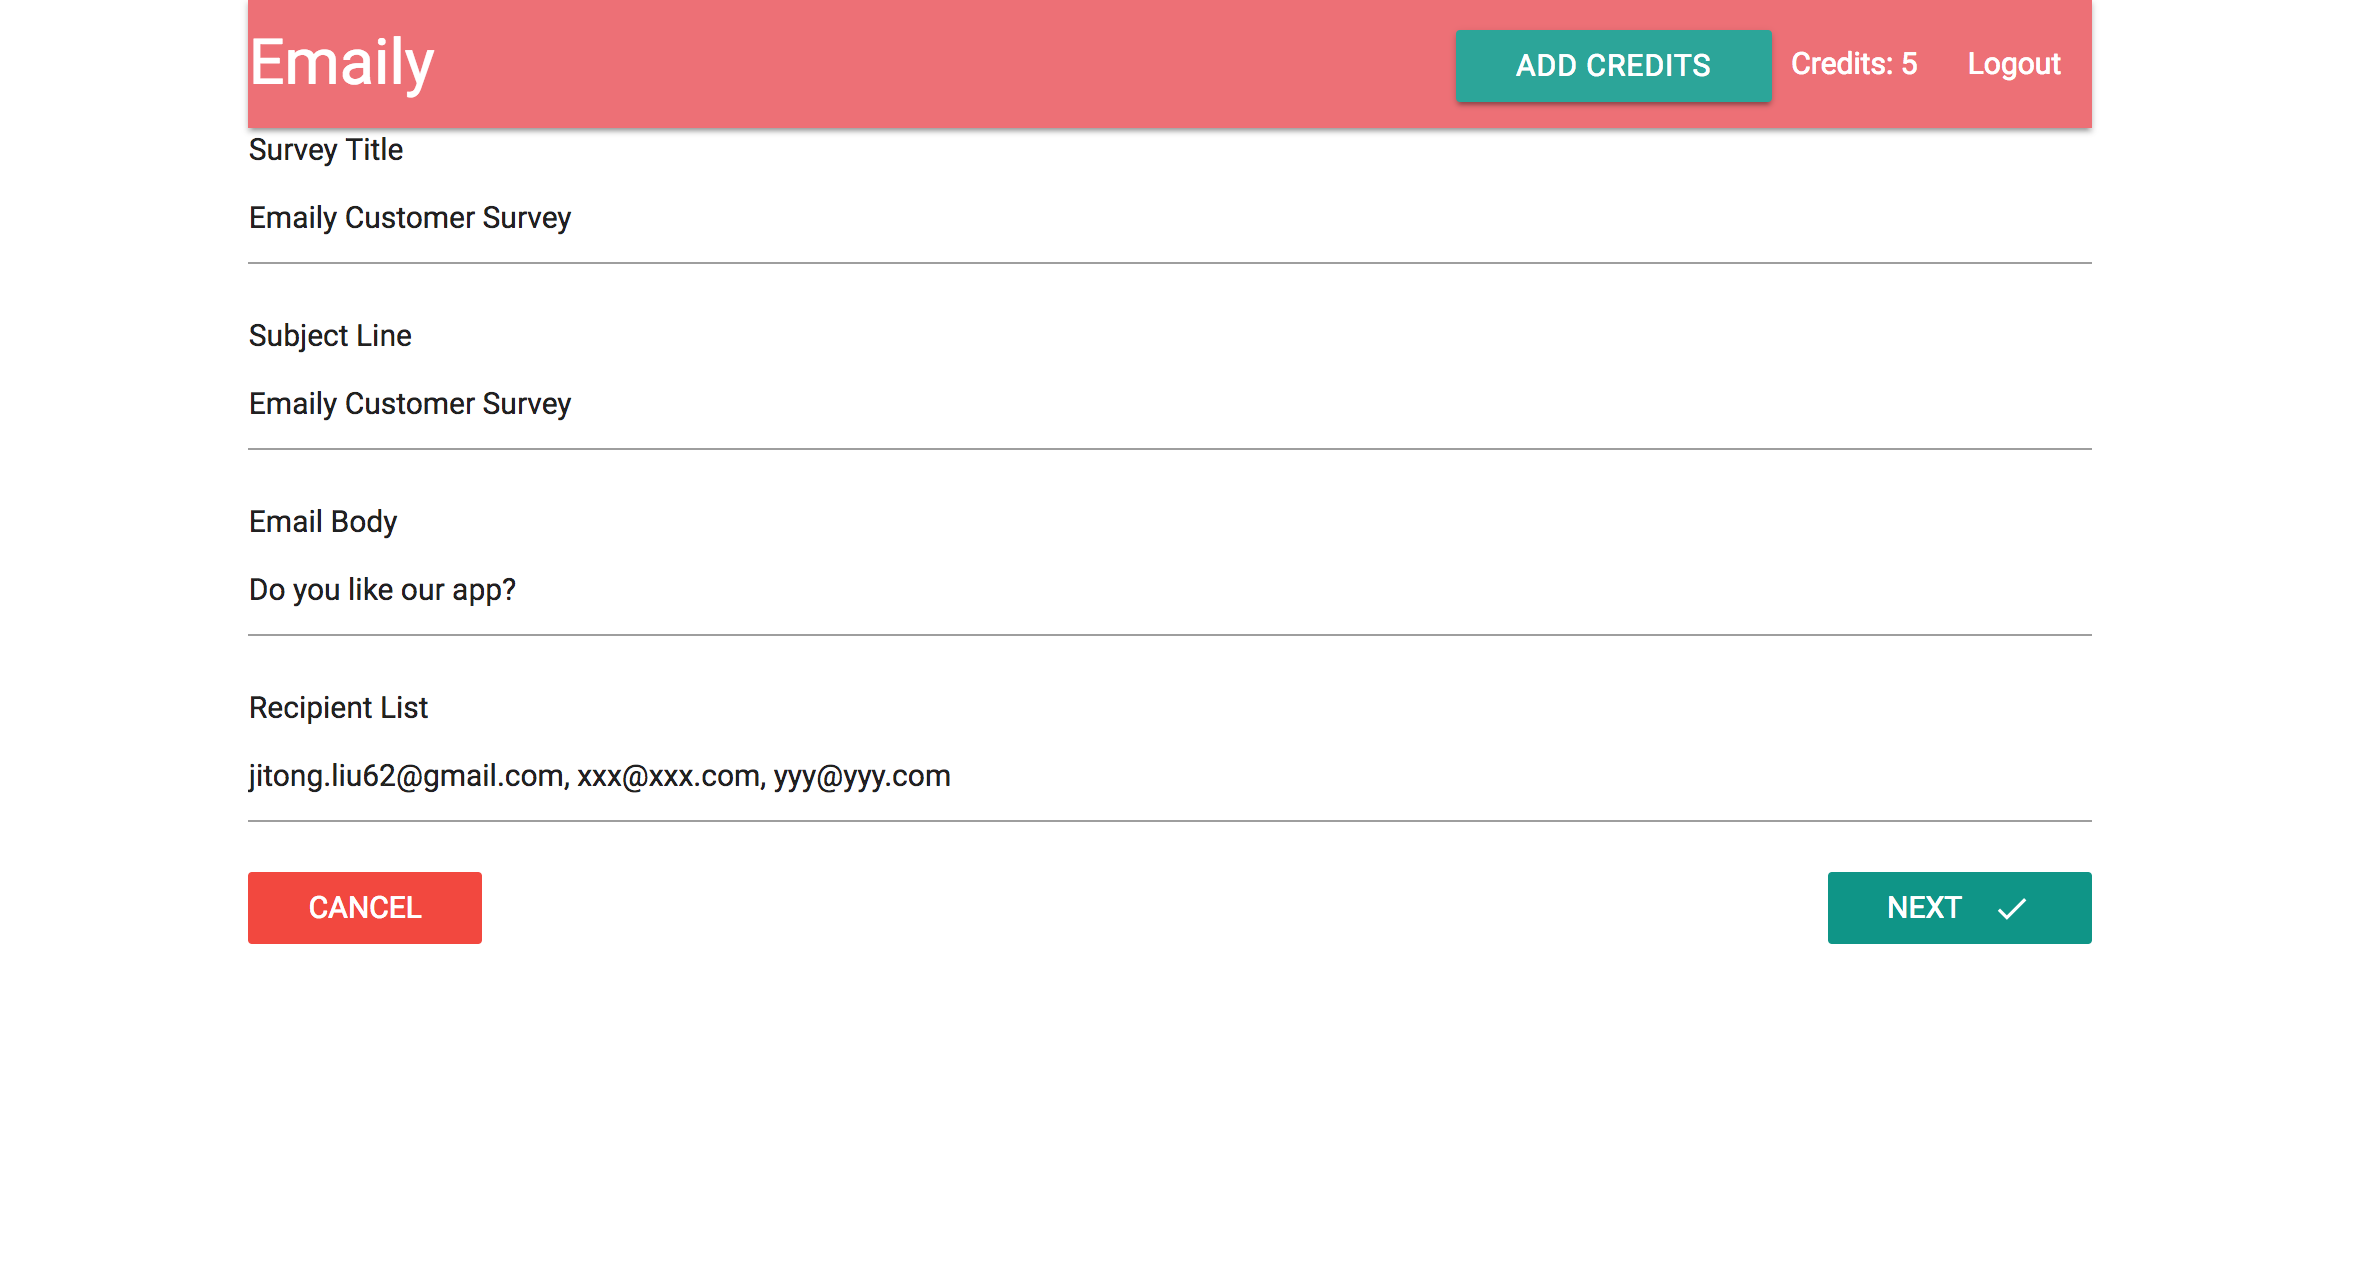 Emaily
ADD CREDITS
Credits: 5
Logout
Survey Title
Emaily Customer Survey
Subject Line
Emaily Customer Survey
Email Body
Do you like our app?
Recipient List
jitong.liu62@gmail.com, xxx@xxx.com, yyy@yyy.com
CANCEL
NEXT